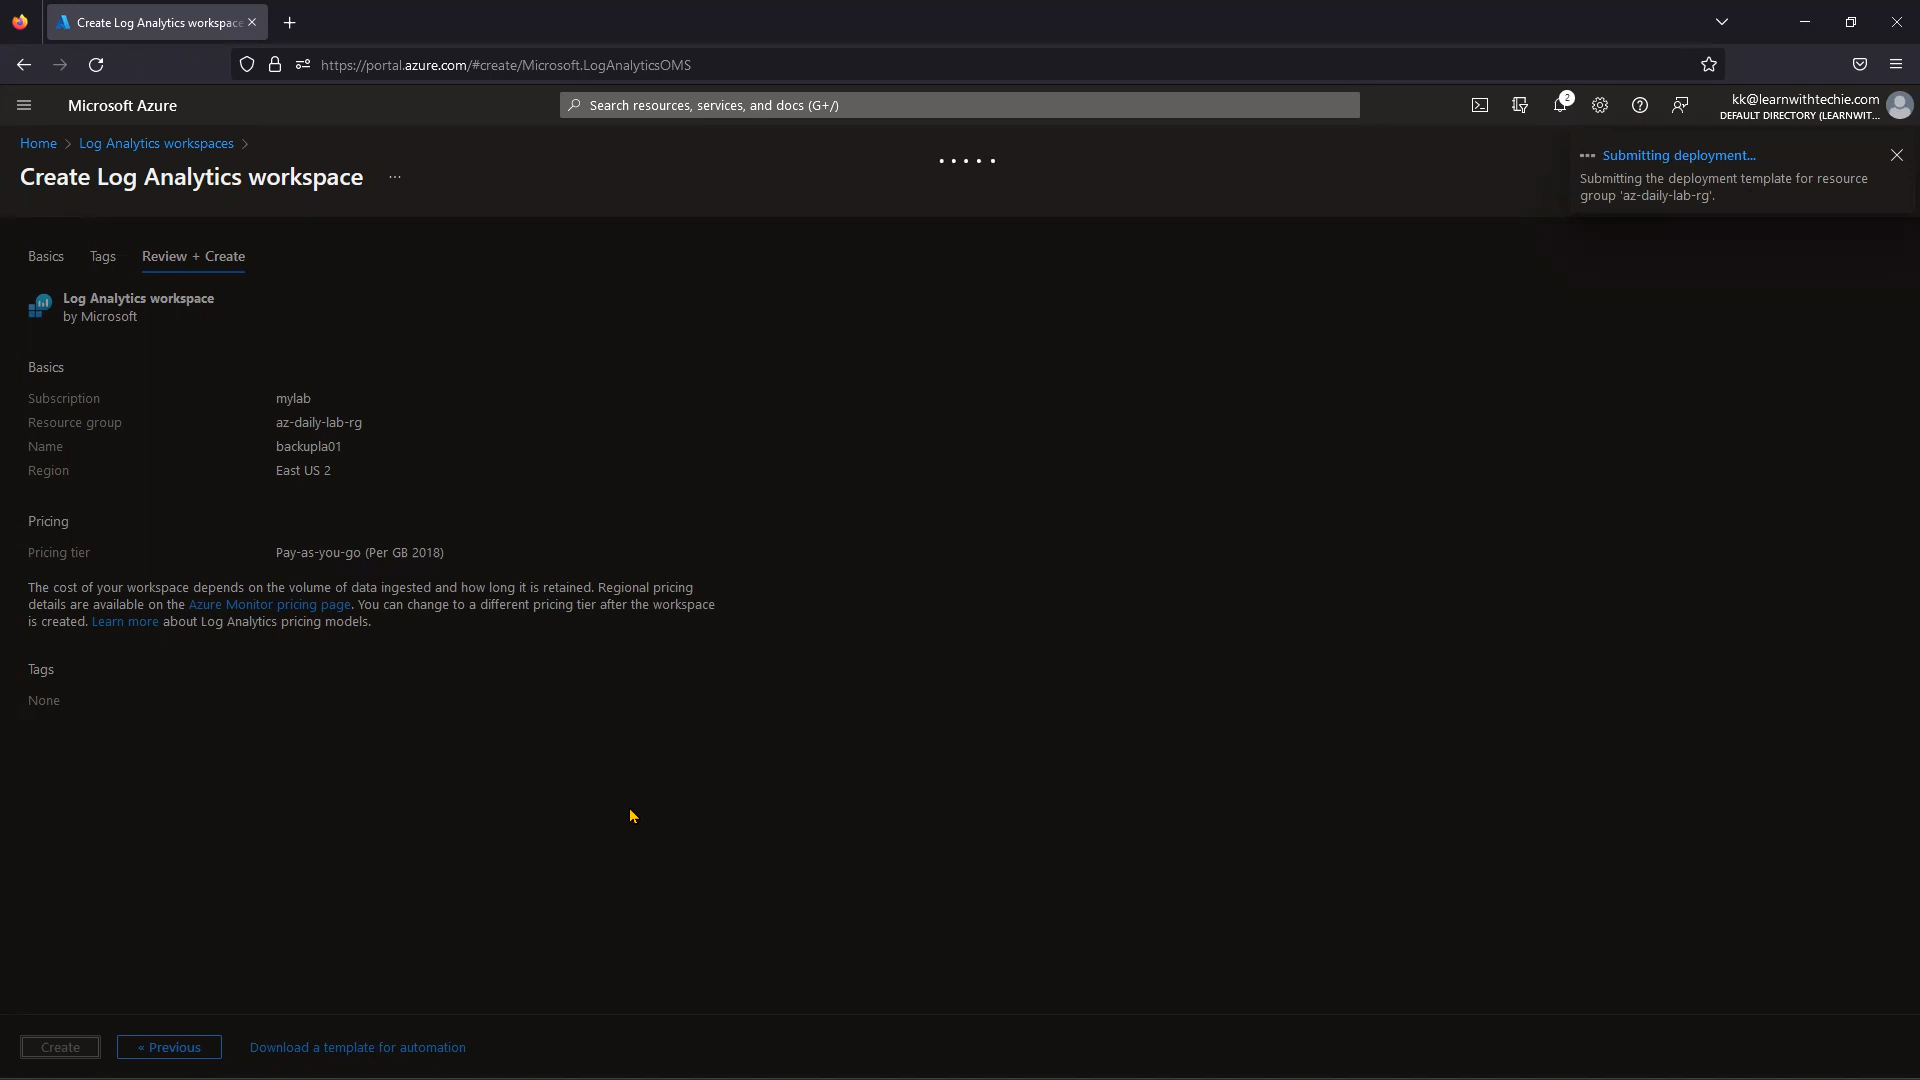 Create Log Analytics workspace
https://portal.azure.com/#create/Microsoft.LogAnalyticsOMS
Microsoft Azure
Search resources, services, and docs (G+/)
2
kk@learnwithtechie.com
DEFAULT DIRECTORY (LEARNWIT...
Home > Log Analytics workspaces >
Create Log Analytics workspace ...
Submitting deployment...
Submitting the deployment template for resource
group 'az-daily-lab-rg'.
Basics Tags Review + Create
Log Analytics workspace
by Microsoft
Basics
Subscription mylab
Resource group az-daily-lab-rg
Name backupla01
Region East US 2
Pricing
Pricing tier Pay-as-you-go (Per GB 2018)
The cost of your workspace depends on the volume of data ingested and how long it is retained. Regional pricing
details are available on the Azure Monitor pricing page. You can change to a different pricing tier after the workspace
is created. Learn more about Log Analytics pricing models.
Tags
None
Create « Previous Download a template for automation